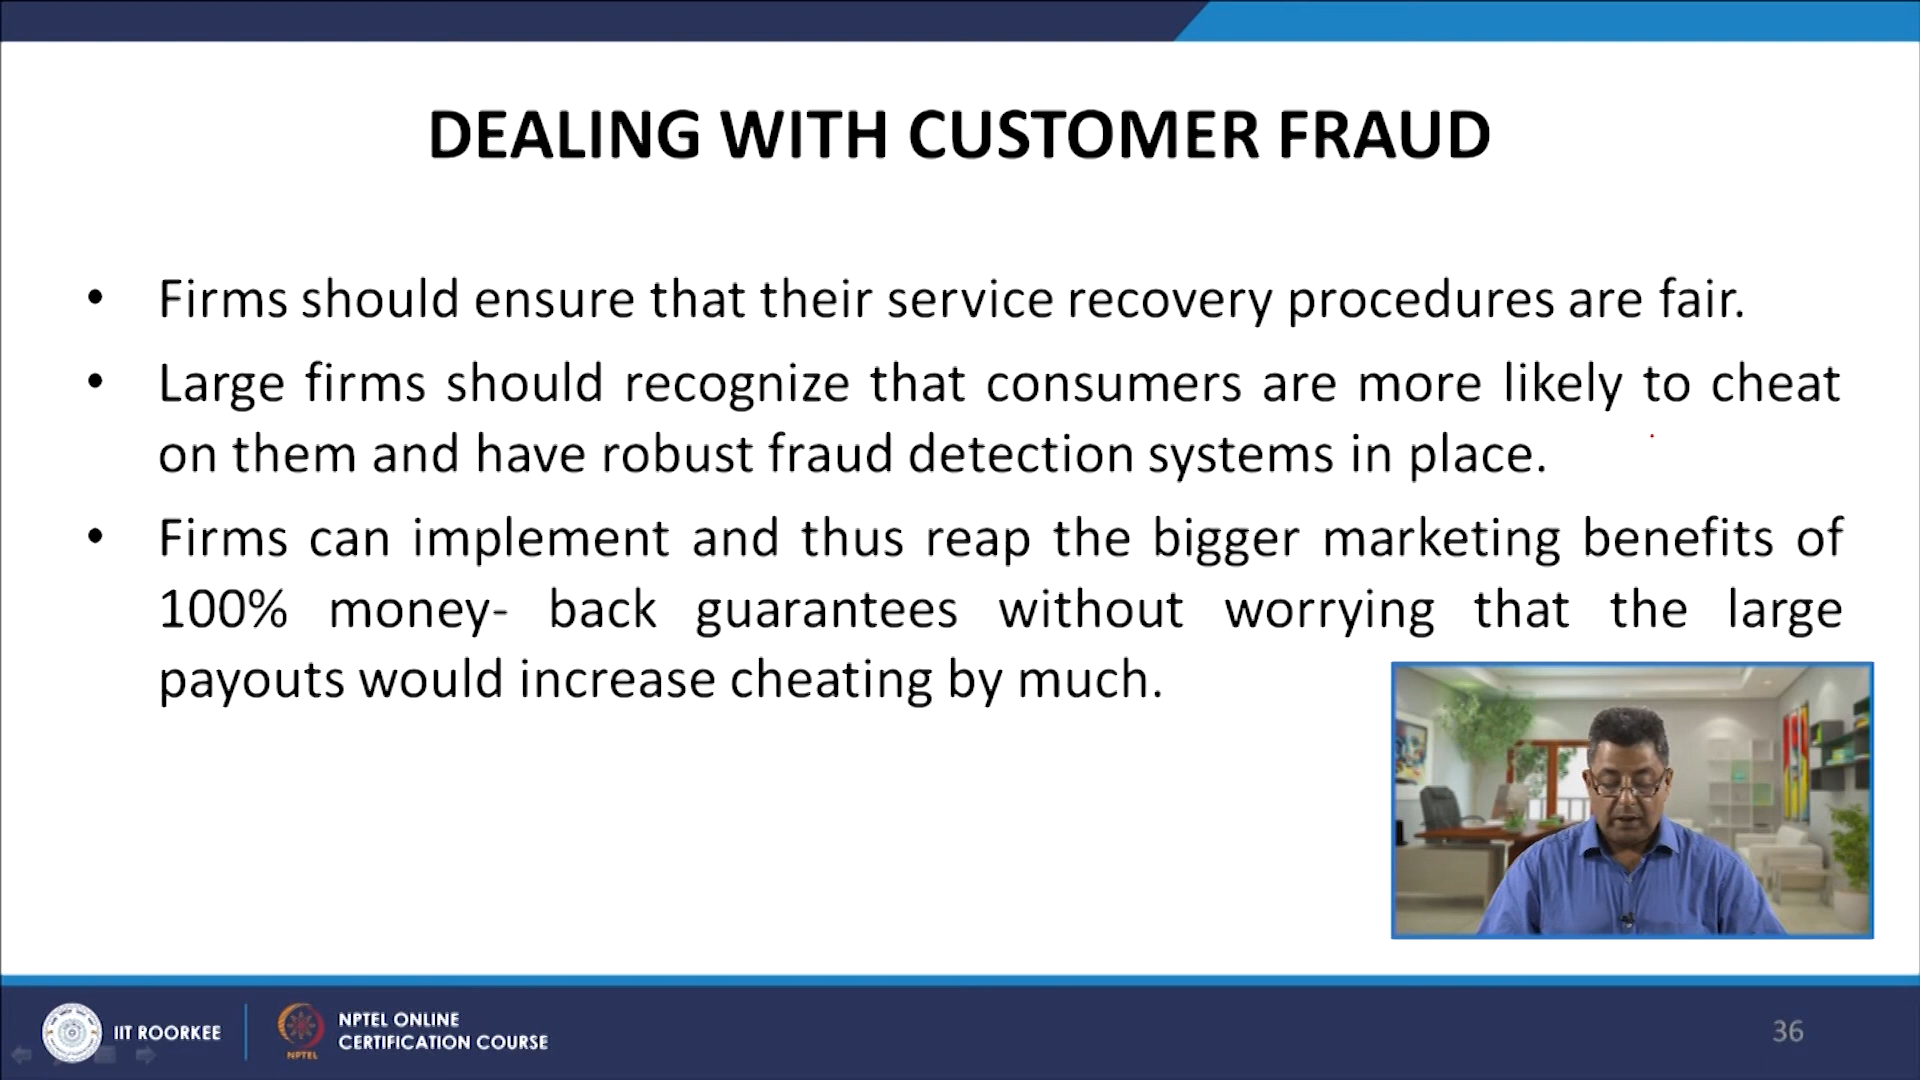 DEALING WITH CUSTOMER FRAUD
• Firms should ensure that their service recovery procedures are fair.
• Large firms should recognize that consumers are more likely to cheat
on them and have robust fraud detection systems in place.
• Firms can implement and thus reap the bigger marketing benefits of
100% money- back guarantees without worrying that the large
payouts would increase cheating by much.
IIT ROORKEE
NPTEL
NPTEL ONLINE
CERTIFICATION COURSE
36